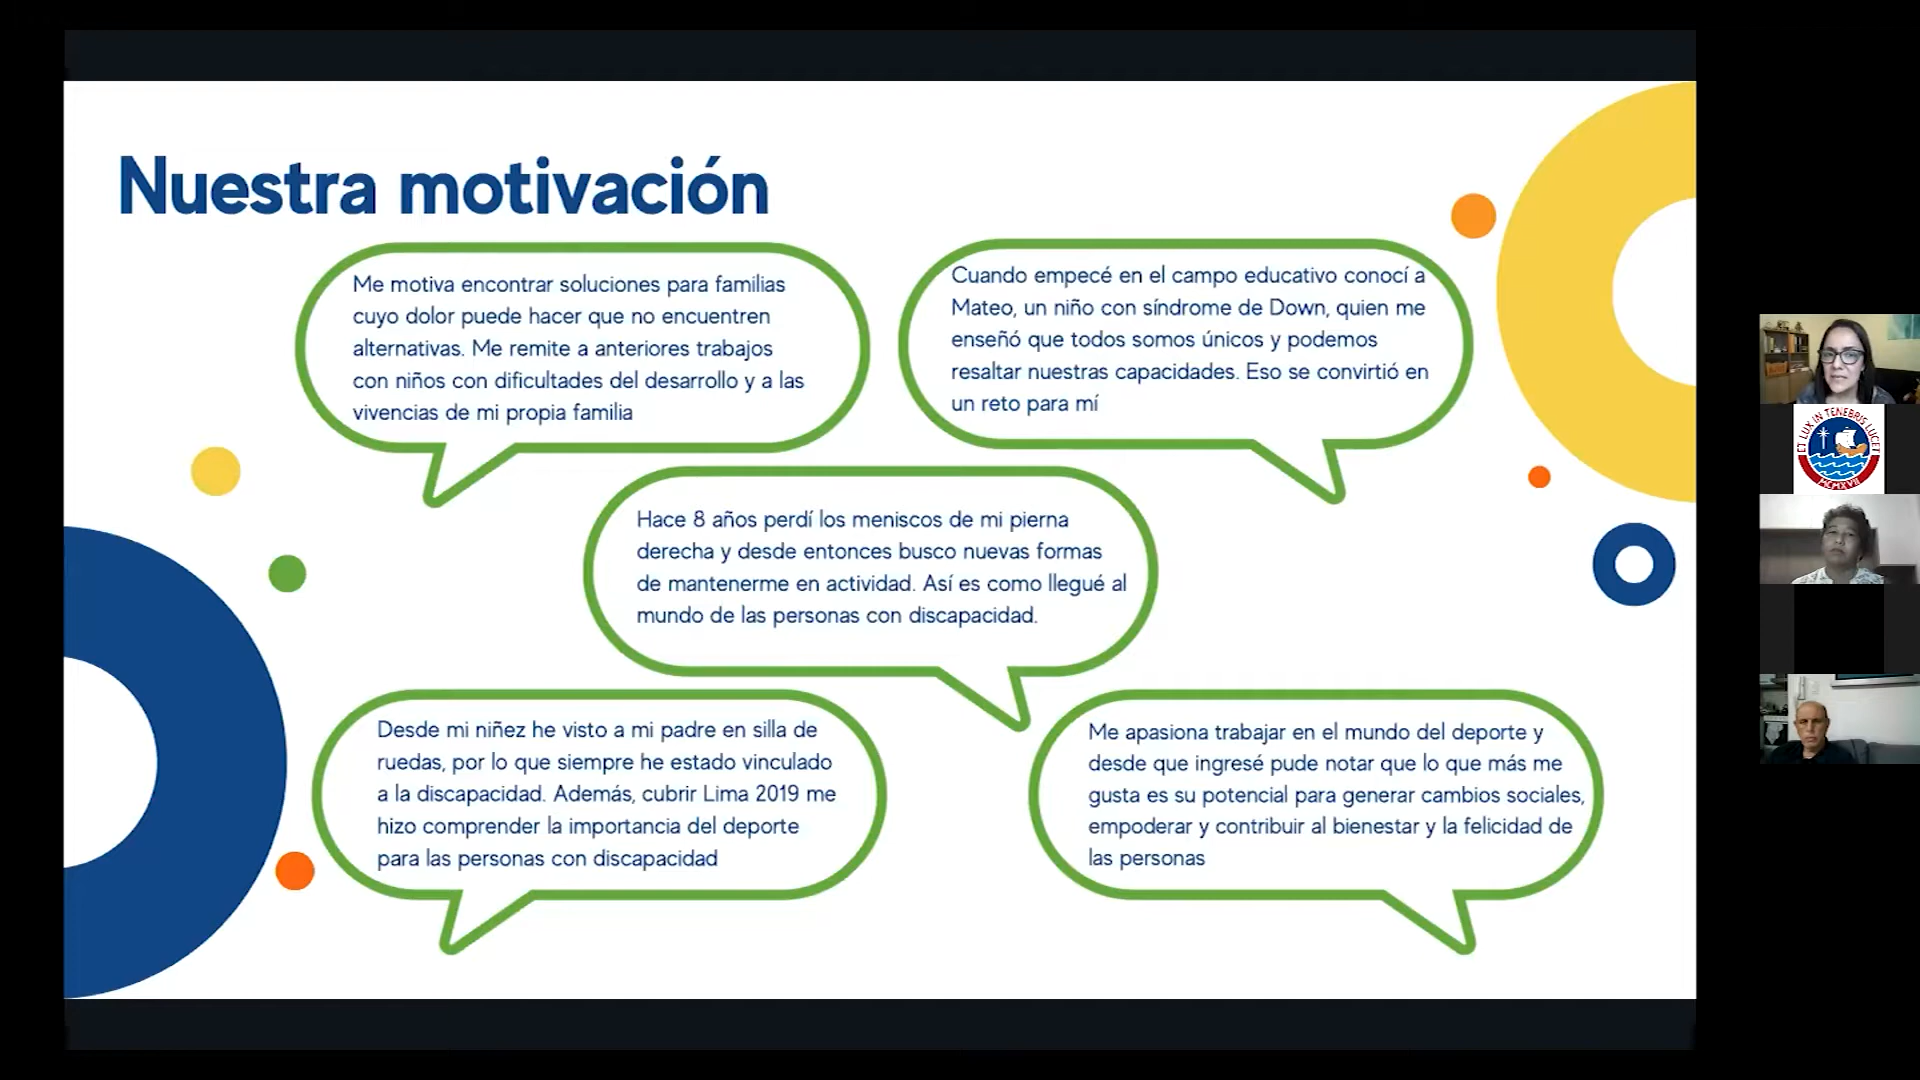 Nuestra motivación
Me motiva encontrar soluciones para familias
cuyo dolor puede hacer que no encuentren
alternativas. Me remite a anteriores trabajos
con niños con dificultades del desarrollo y a las
vivencias de mi propia familia
Cuando empecé en el campo educativo conocí a
Mateo, un niño con síndrome de Down, quien me
enseñó que todos somos únicos y podemos
resaltar nuestras capacidades. Eso se convirtió en
un reto para mí
Hace 8 años perdí los meniscos de mi pierna
derecha y desde entonces busco nuevas formas
de mantenerme en actividad. Así es como llegué al
mundo de las personas con discapacidad.
Desde mi niñez he visto a mi padre en silla de
ruedas, por lo que siempre he estado vinculado
a la discapacidad. Además, cubrir Lima 2019 me
hizo comprender la importancia del deporte
para las personas con discapacidad
Me apasiona trabajar en el mundo del deporte y
desde que ingresé pude notar que lo que más me
gusta es su potencial para generar cambios sociales,
empoderar y contribuir al bienestar y la felicidad de
las personas
ET LUX IN TENEBRIS LUCET
MCMXVII